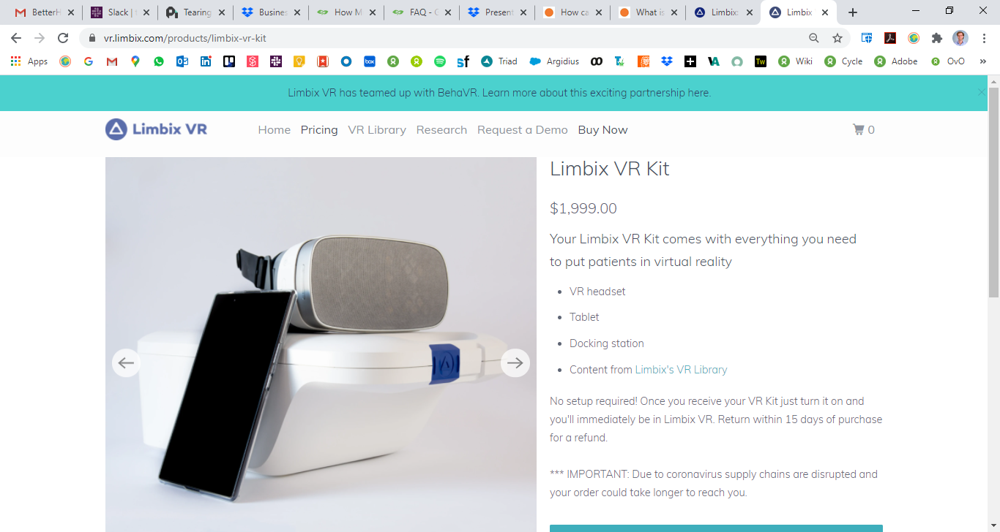 BetterH
Slack | t
Tearing
Busines
How M
FAQ - C
Present
How ca
What is
Limbix
Limbix
vr.limbix.com/products/limbix-vr-kit
Apps
Triad
Argidius
Wiki
Cycle
Adobe
OvO
Limbix VR has teamed up with BehaVR. Learn more about this exciting partnership here.
Limbix VR
Home
Pricing
VR Library
Research
Request a Demo
Buy Now
0
Limbix VR Kit
$1,999.00
Your Limbix VR Kit comes with everything you need
to put patients in virtual reality
• VR headset
• Tablet
• Docking station
• Content from Limbix's VR Library
No setup required! Once you receive your VR Kit just turn it on and
you'll immediately be in Limbix VR. Return within 15 days of purchase
for a refund.
*** IMPORTANT: Due to coronavirus supply chains are disrupted and
your order could take longer to reach you.